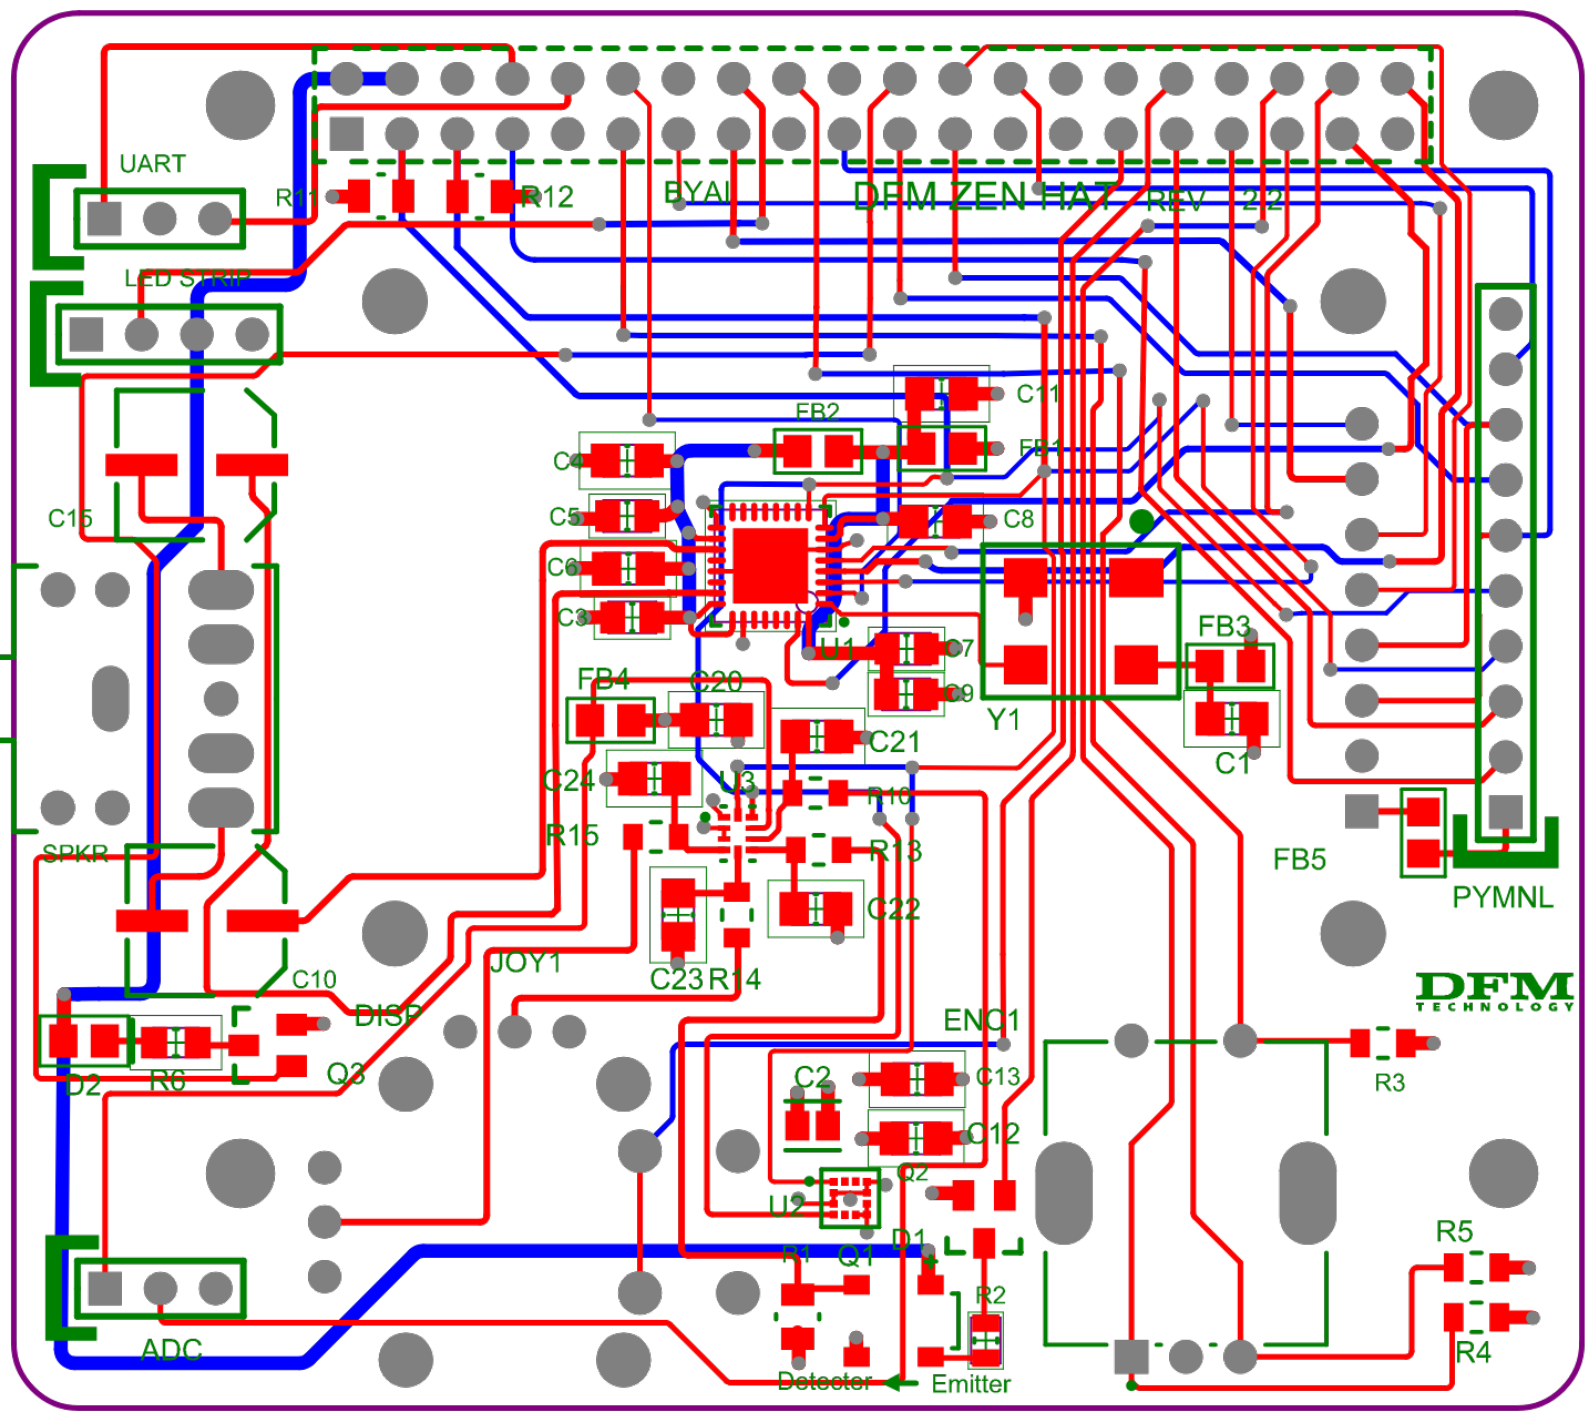 UART
R11
R12
BYAI
DFM ZEN HAT
REV 2.2
LED STRIP
C11
FB2
FB1
C4
C15
C5
C8
C6
C3
U1
C7
FB3
FB4
C20
C9
Y1
C21
C1
C24
U3
R10
R15
R13
SPKR
FB5
PYMNL
C22
JOY1
C23
R14
C10
DFM
TECHNOLOGY
DISP
ENC1
D2
R6
Q3
C2
C13
R3
C12
Q2
U2
D1
R1
Q1
+
R5
R2
ADC
R4
Detector
Emitter